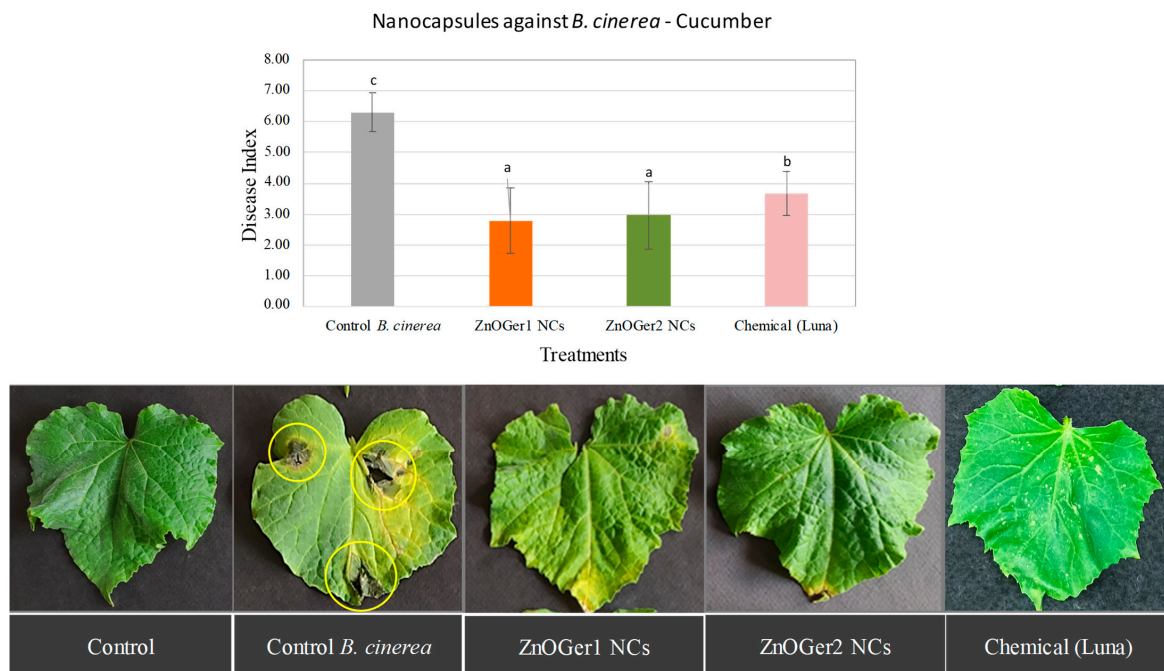 Nanocapsules against B. cinerea - Cucumber
8.00
7.00
6.00
5.00
4.00
3.00
2.00
1.00
0.00
Disease Index
c
a
a
b
Control B. cinerea
ZnOGer1 NCs
ZnOGer2 NCs
Chemical (Luna)
Treatments
Control
Control B. cinerea
ZnOGer1 NCs
ZnOGer2 NCs
Chemical (Luna)